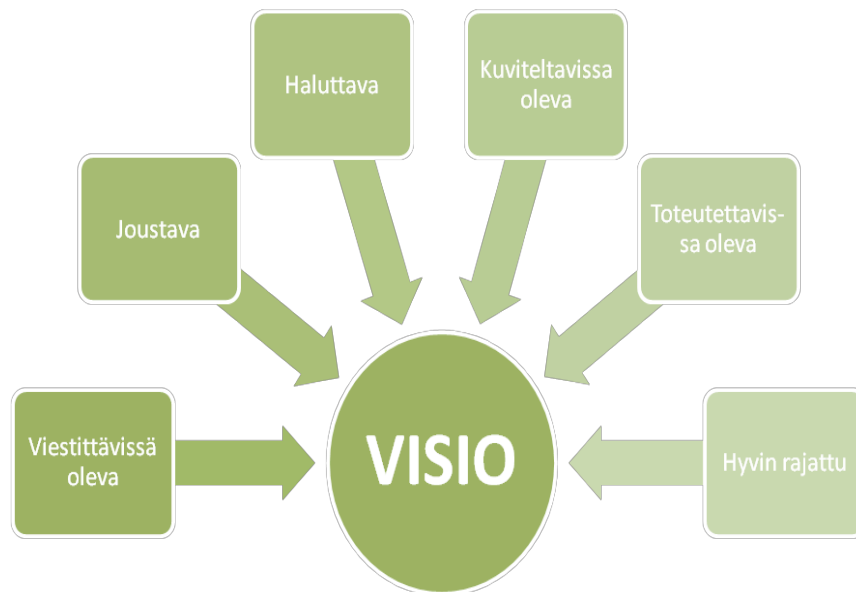 Haluttava
Kuviteltavissa
oleva
Joustava
Toteutettavis-
sa oleva
Viestittävissä
oleva
VISIO
Hyvin rajattu